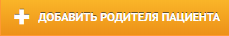 ДОБАВИТЬ РОДИТЕЛЯ ПАЦИЕНТА